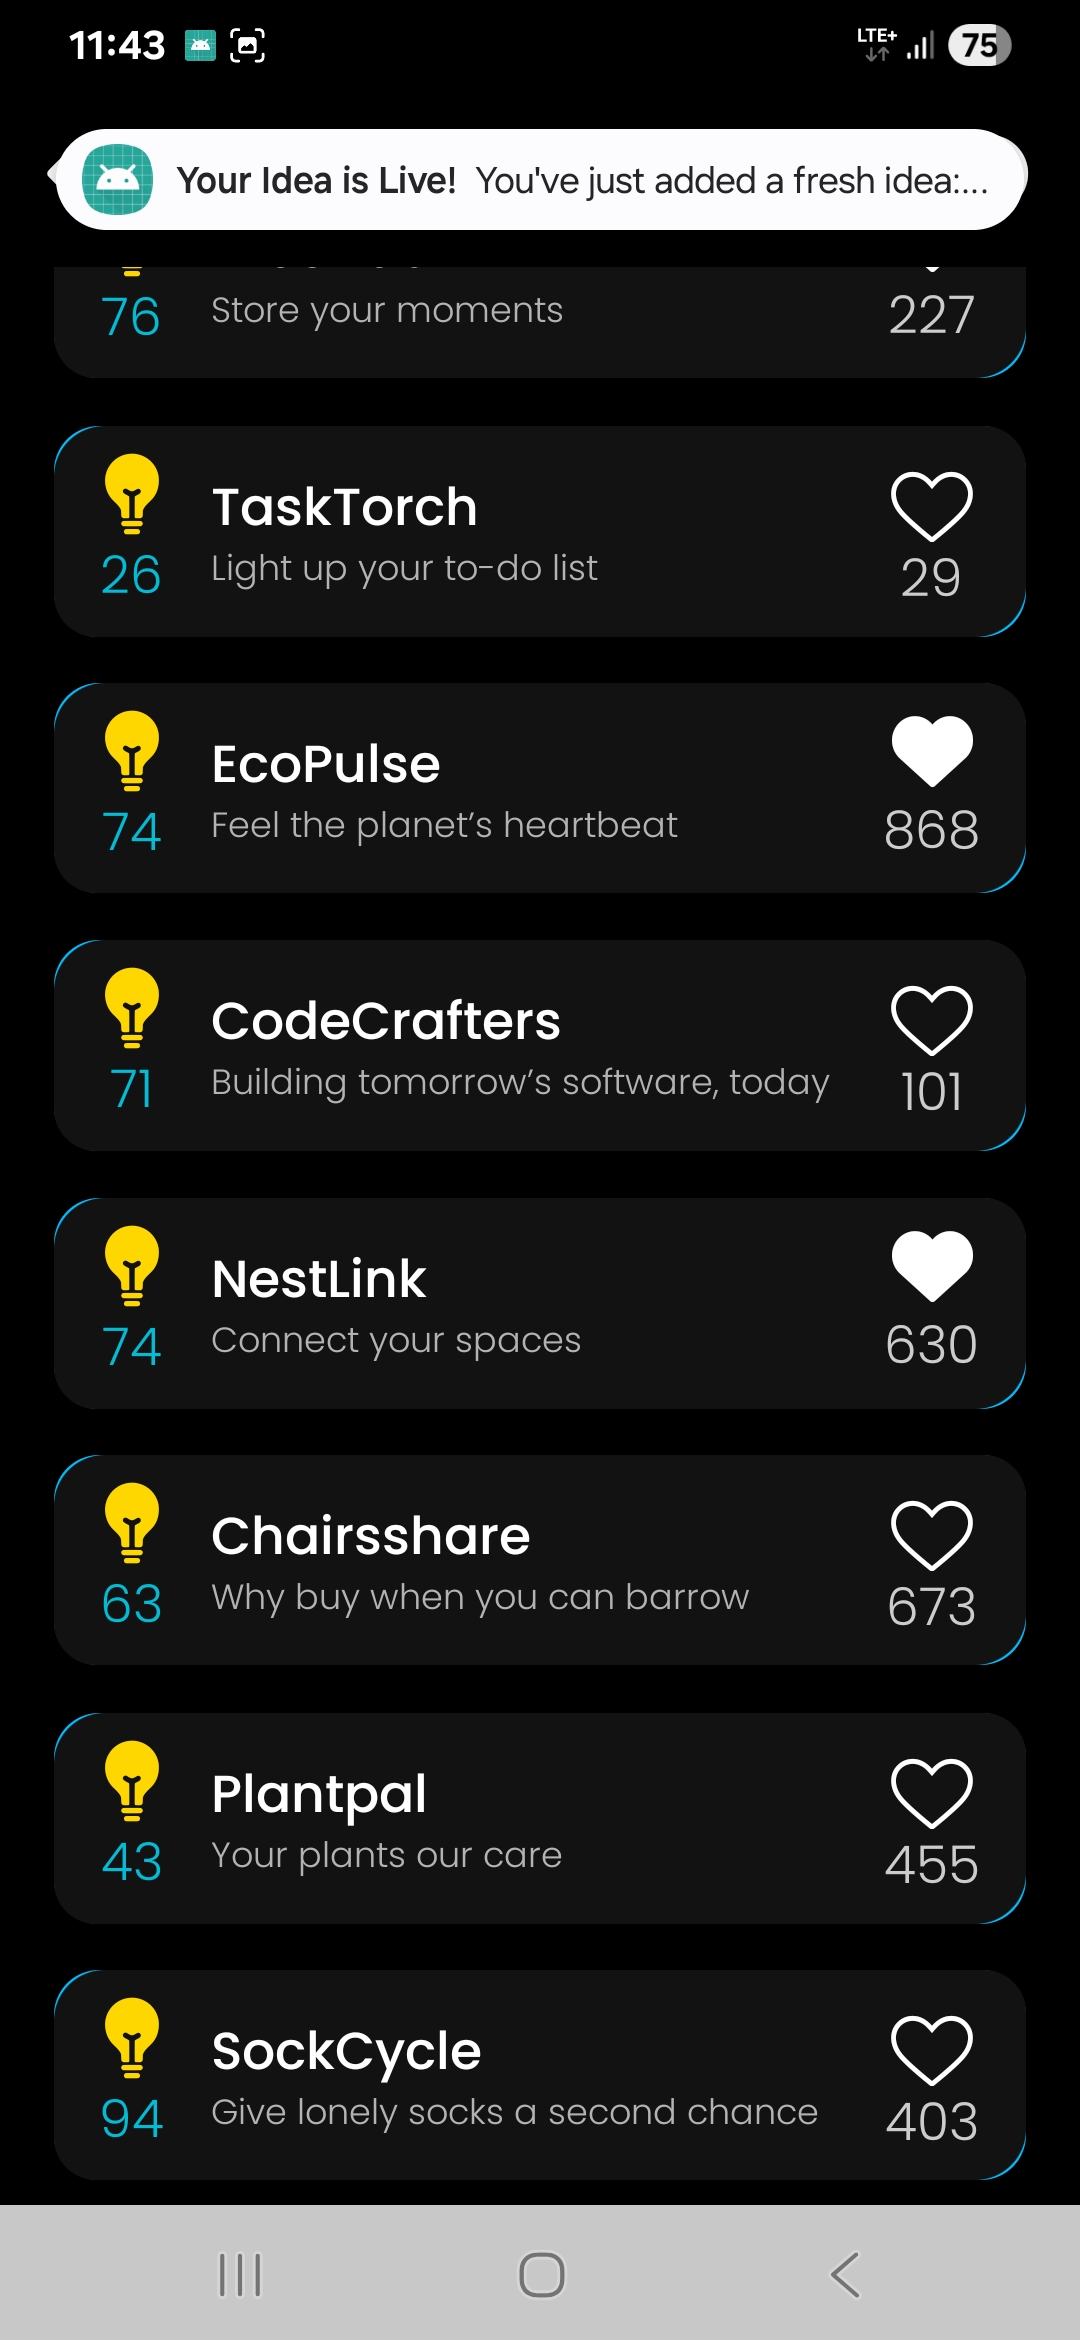 11:43
LTE+
75
Your Idea is Live! You've just added a fresh idea:...
76
Store your moments
227
TaskTorch
26
Light up your to-do list
29
EcoPulse
74
Feel the planet’s heartbeat
868
CodeCrafters
71
Building tomorrow’s software, today
101
NestLink
74
Connect your spaces
630
Chairsshare
63
Why buy when you can barrow
673
Plantpal
43
Your plants our care
455
SockCycle
94
Give lonely socks a second chance
403